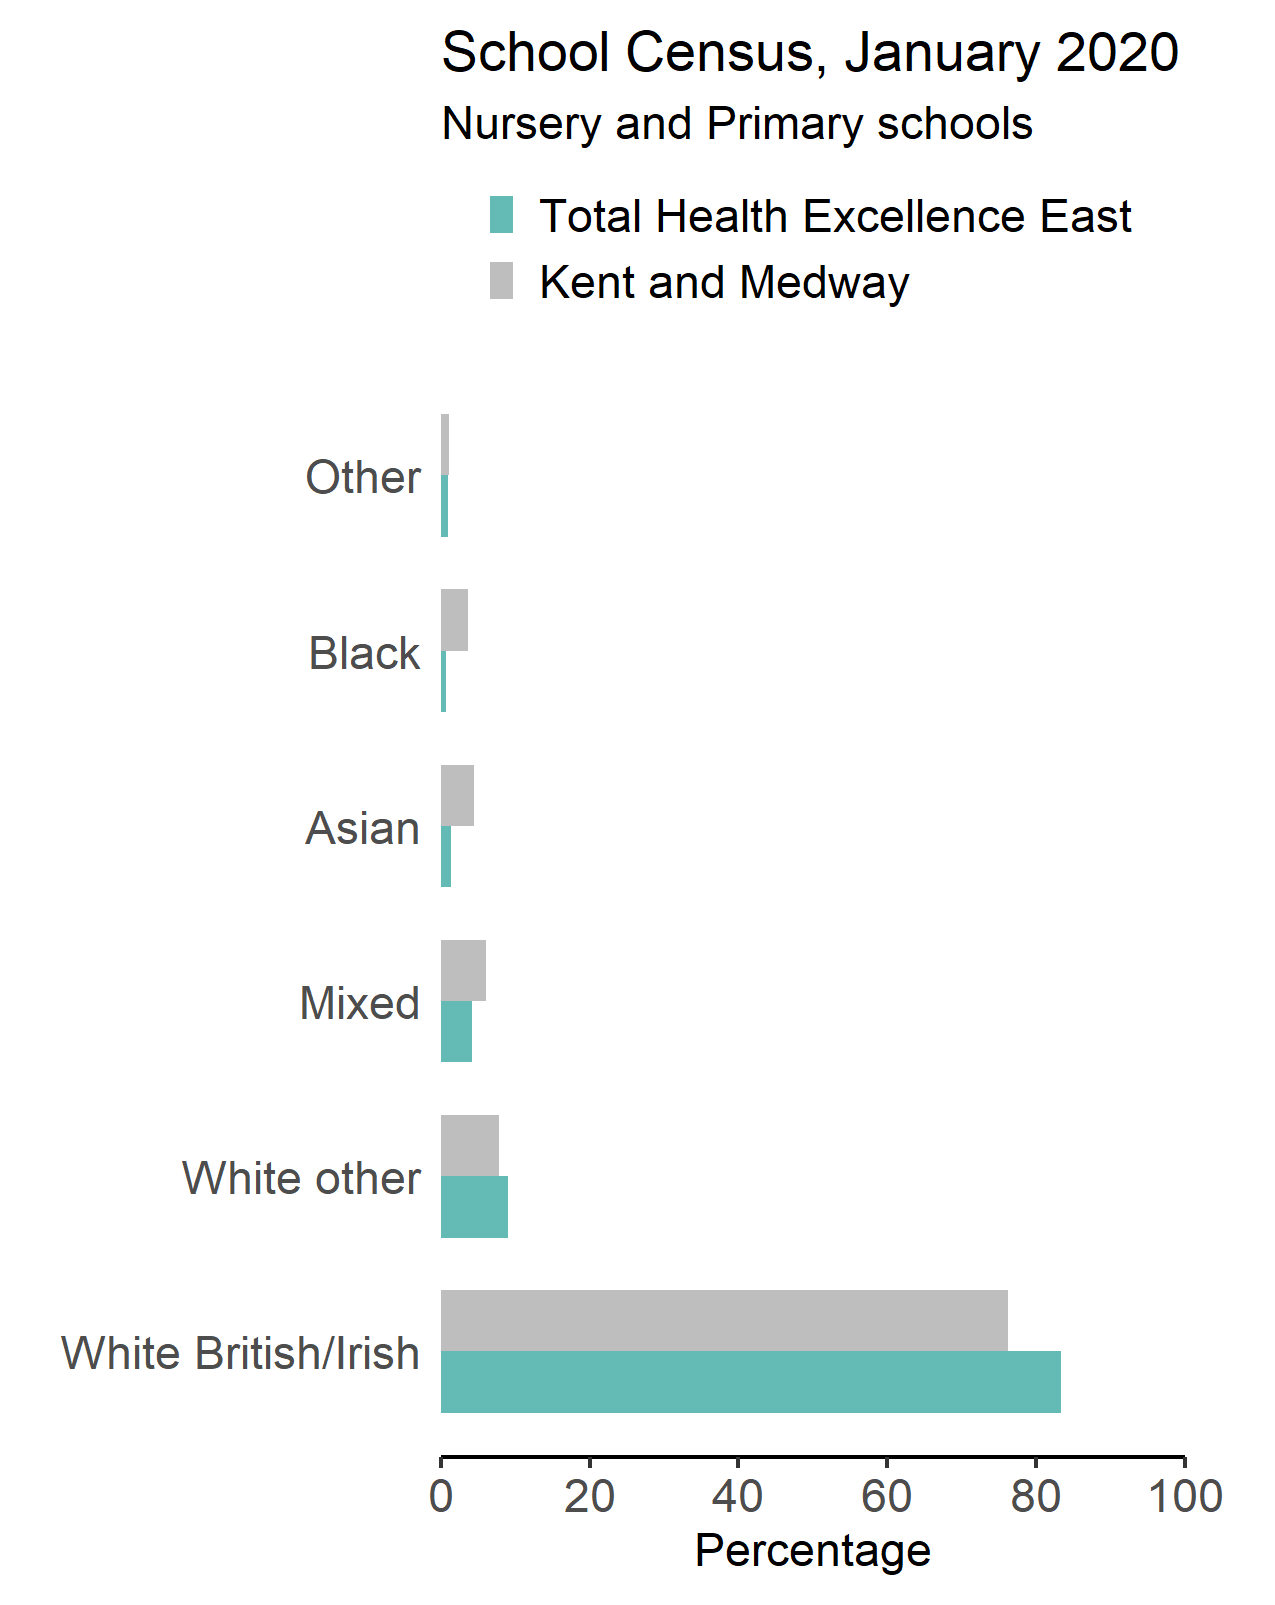 School Census, January 2020
Nursery and Primary schools
Total Health Excellence East
Kent and Medway
Other
Black
Asian
Mixed
White other
White British/Irish
0 20 40 60 80 100
Percentage